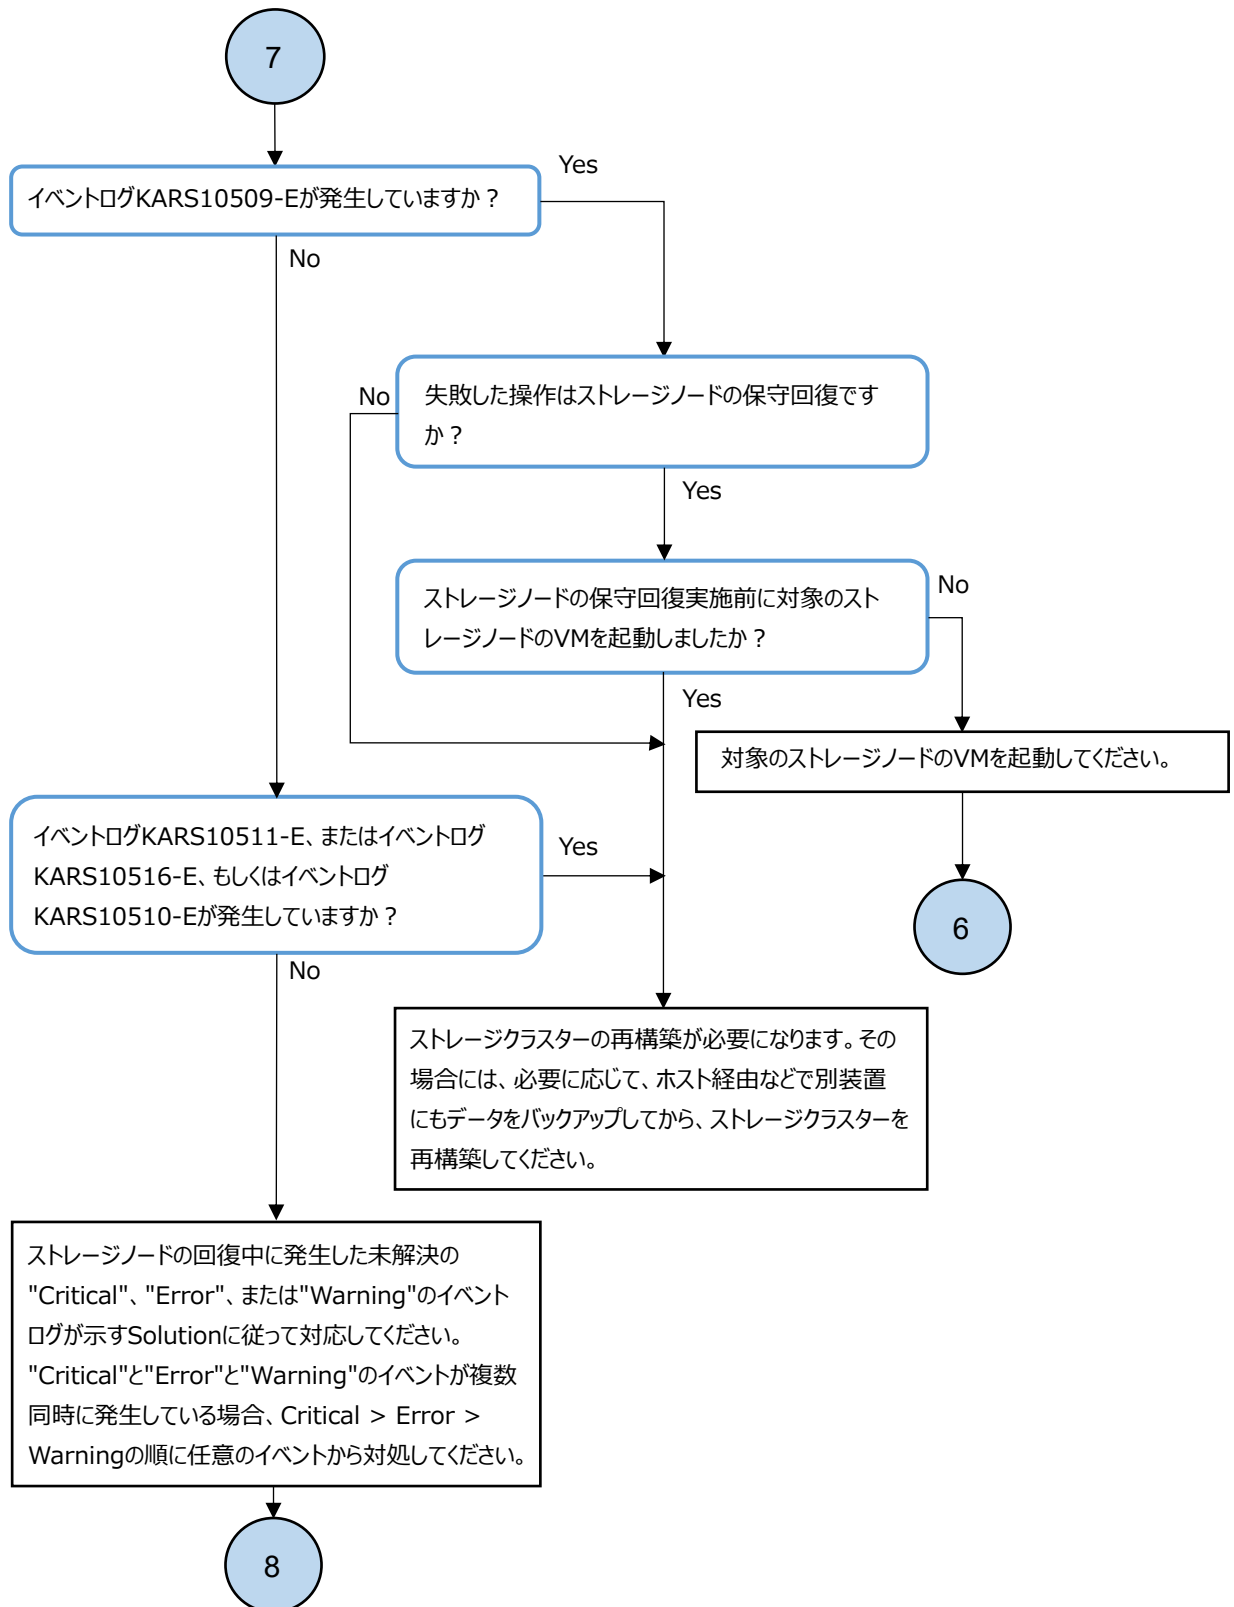 7
イベントログKARS10509-Eが発生していますか？
Yes
No
失敗した操作はストレージノードの保守回復です
か？
No
Yes
ストレージノードの保守回復実施前に対象のスト
レージノードのVMを起動しましたか？
No
Yes
対象のストレージノードのVMを起動してください。
6
イベントログKARS10511-E、またはイベントログ
KARS10516-E、もしくはイベントログ
KARS10510-Eが発生していますか？
Yes
No
ストレージクラスターの再構築が必要になります。その
場合には、必要に応じて、ホスト経由などで別装置
にもデータをバックアップしてから、ストレージクラスターを
再構築してください。
ストレージノードの回復中に発生した未解決の
"Critical"、"Error"、または"Warning"のイベント
ログが示すSolutionに従って対応してください。
"Critical"と"Error"と"Warning"のイベントが複数
同時に発生している場合、Critical > Error >
Warningの順に任意のイベントから対処してください。
8